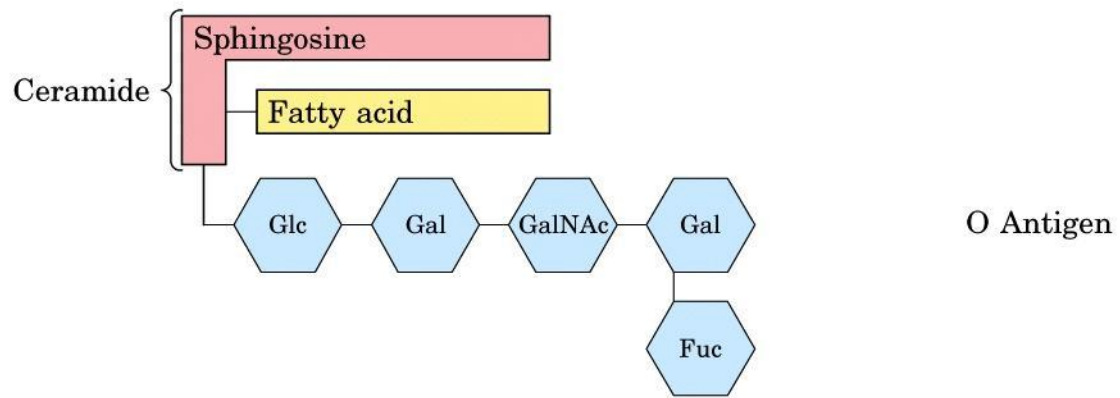 Sphingosine
Ceramide
Fatty acid
Glc Gal GalNAc Gal O Antigen
Fuc